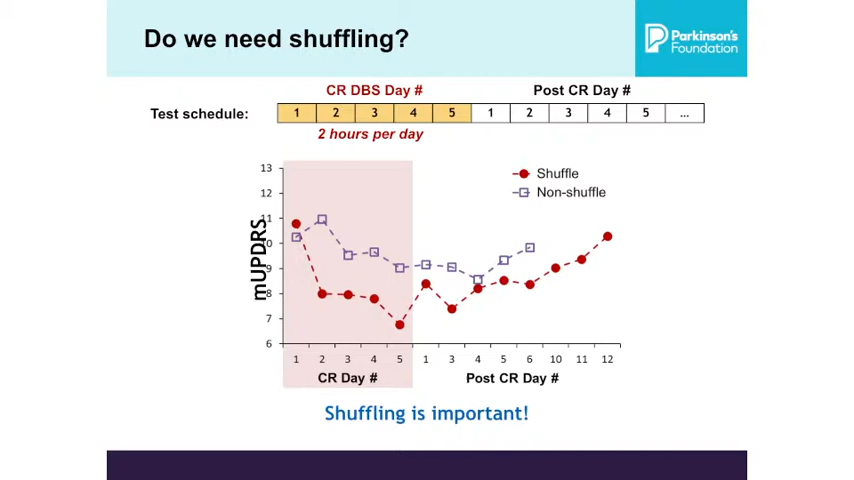 Do we need shuffling?
Parkinson's
Foundation
CR DBS Day #
Post CR Day #
Test schedule:
1 2 3 4 5 1 2 3 4 5 ...
2 hours per day
Shuffle
Non-shuffle
mUPDRS
13
12
11
10
9
8
7
6
1 2 3 4 5 1 3 4 5 6 10 11 12
CR Day #
Post CR Day #
Shuffling is important!